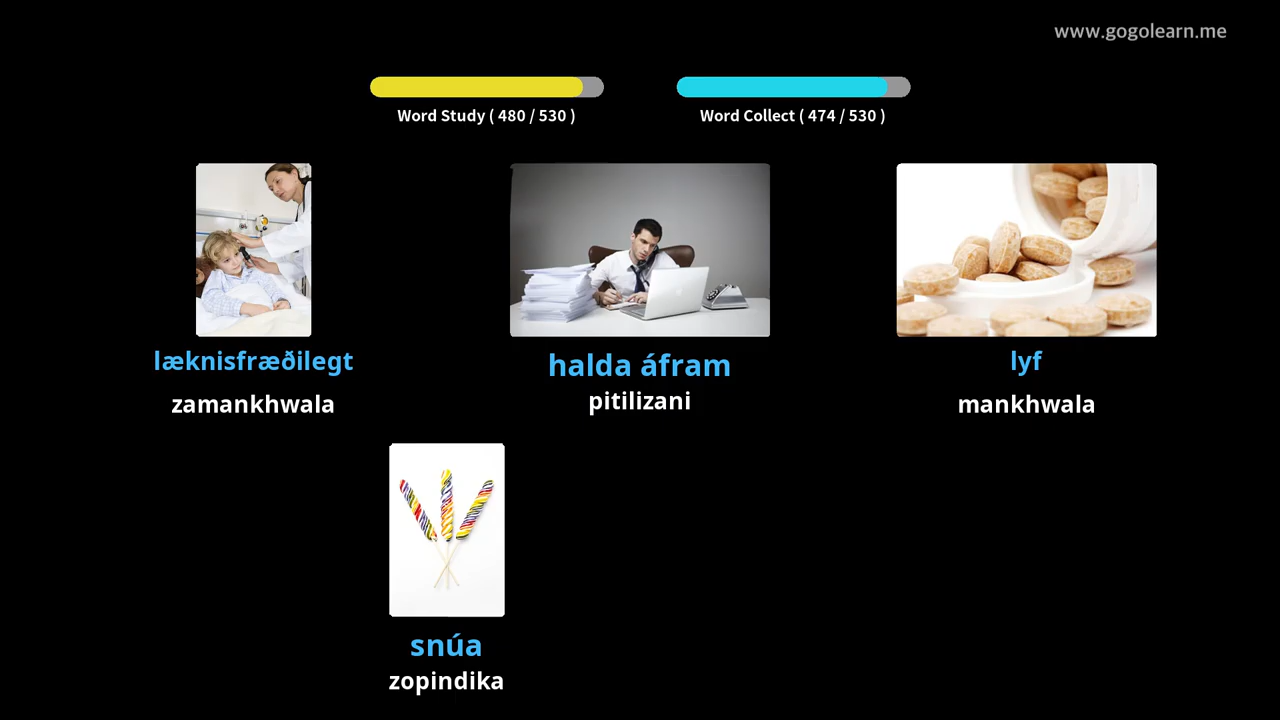 www.gogolearn.me
Word Study ( 480 / 530 )
Word Collect ( 474 / 530 )
læknisfræðilegt
zamankhwala
halda áfram
pitilizani
lyf
mankhwala
snúa
zopindika